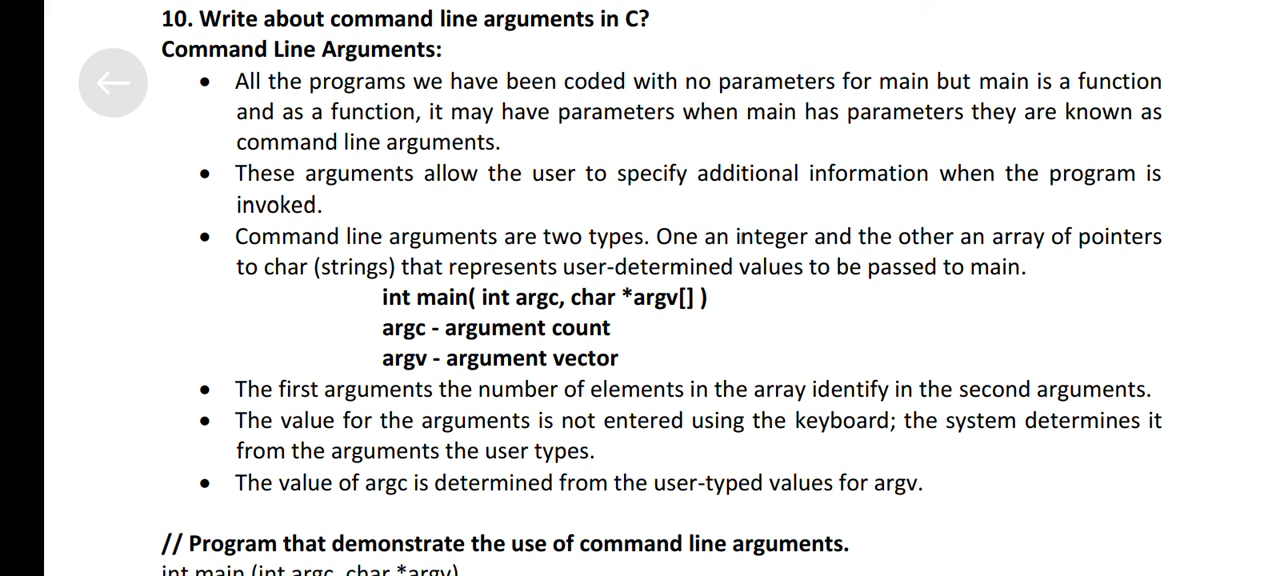 10. Write about command line arguments in C?
Command Line Arguments:
• All the programs we have been coded with no parameters for main but main is a function
and as a function, it may have parameters when main has parameters they are known as
command line arguments.
• These arguments allow the user to specify additional information when the program is
invoked.
• Command line arguments are two types. One an integer and the other an array of pointers
to char (strings) that represents user-determined values to be passed to main.
int main( int argc, char *argv[] )
argc - argument count
argv - argument vector
• The first arguments the number of elements in the array identify in the second arguments.
• The value for the arguments is not entered using the keyboard; the system determines it
from the arguments the user types.
• The value of argc is determined from the user-typed values for argv.
// Program that demonstrate the use of command line arguments.
int main (int argc, char *argv)